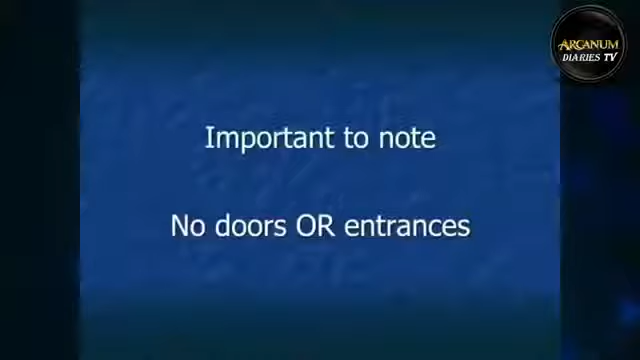 ARCANUM
DIARIES TV
Important to note
No doors OR entrances